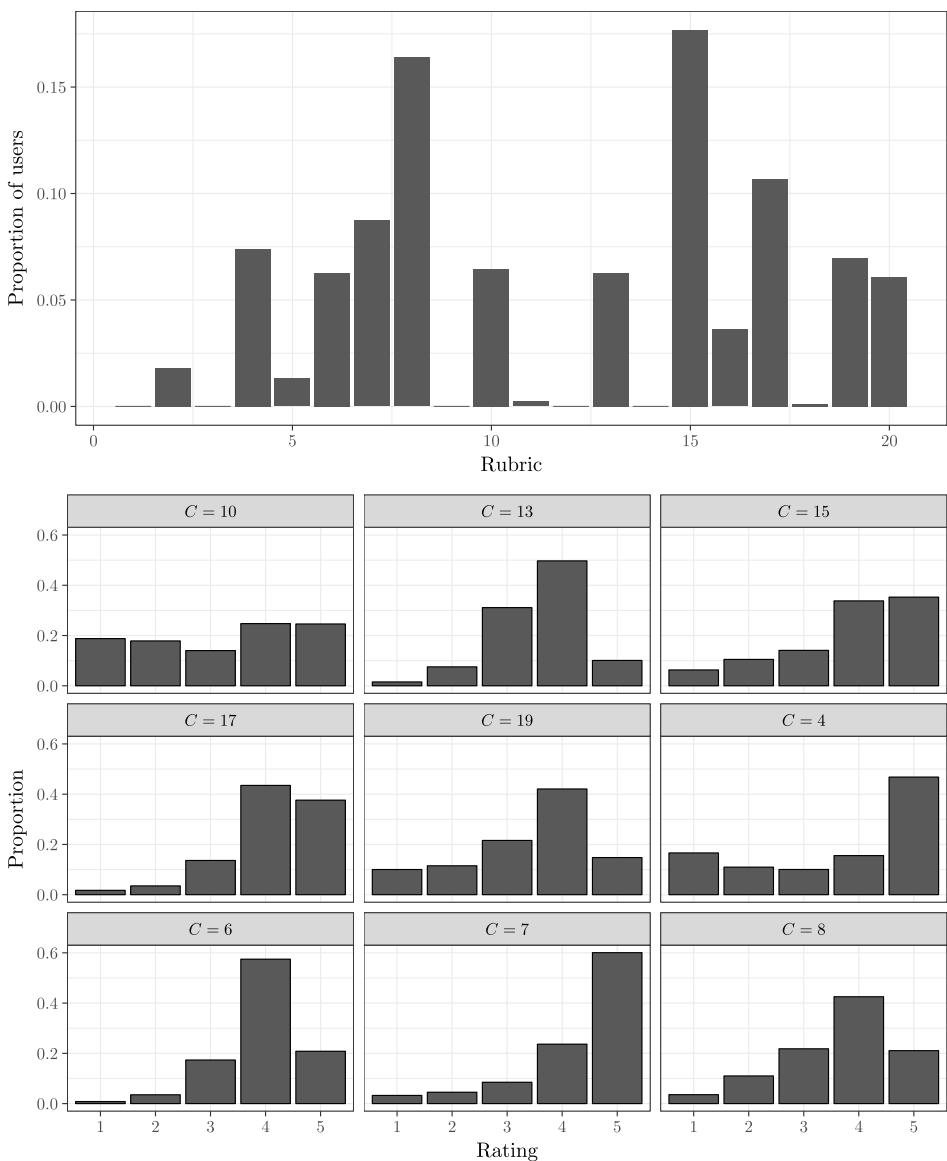 Proportion of users
0.15
0.10
0.05
0.00
0 5 10 15 20
Rubric
C = 10 C = 13 C = 15
0.6
0.4
0.2
0.0
C = 17 C = 19 C = 4
0.6
0.4
0.2
0.0
Proportion
C = 6 C = 7 C = 8
0.6
0.4
0.2
0.0
1 2 3 4 5 1 2 3 4 5 1 2 3 4 5
Rating